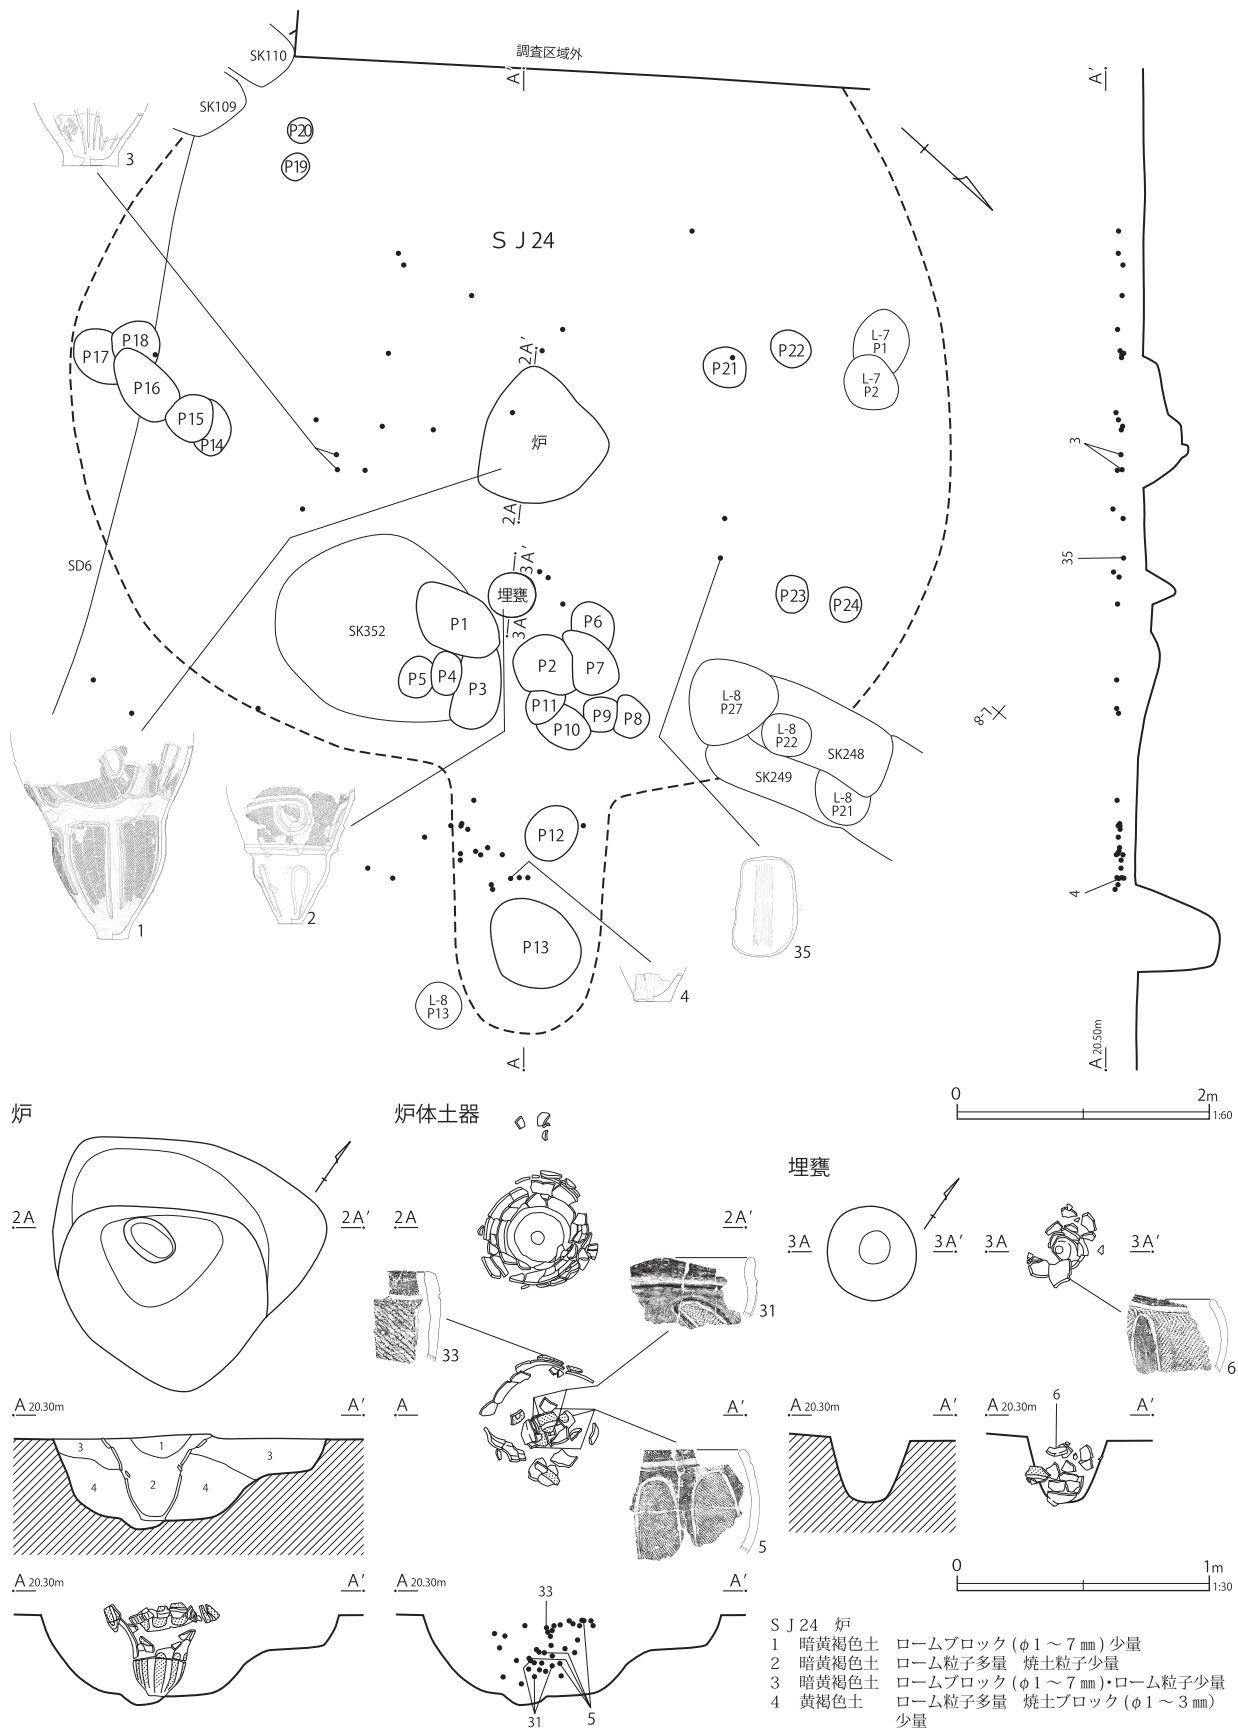 SK110
調査区域外
A′
A′
SK109
P20
3
P19
ＳＪ24
P18
P17
P16
P15
P14
2A′
P21
P22
L-7
P1
L-7
P2
炉
3
2A
SD6
35
3A′
埋甕
3A
P23
P24
SK352
P1
P6
P2
P7
P5
P4
P3
P11
P10
P9
P8
L-8
P27
L-8
P22
SK248
SK249
L-8
P21
L-8
P12
4
1
2
35
P13
4
L-8
P13
A
A 20.50m
0
2m
1:60
炉
炉体土器
埋甕
2A
2A′
2A
2A′
3A
3A′
3A
3A′
33
31
6
A 20.30m
A′
A
A′
A 20.30m
A′
A 20.30m
A′
6
3
1
3
4
2
4
5
0
1m
1:30
A 20.30m
A′
A 20.30m
A′
33
31
5
ＳＪ24　炉
1　暗黄褐色土　ロームブロック(φ1～7㎜)少量
2　暗黄褐色土　ローム粒子多量　焼土粒子少量
3　暗黄褐色土　ロームブロック(φ1～7㎜)・ローム粒子少量
4　黄褐色土　ローム粒子多量　焼土ブロック(φ1～3㎜)
少量